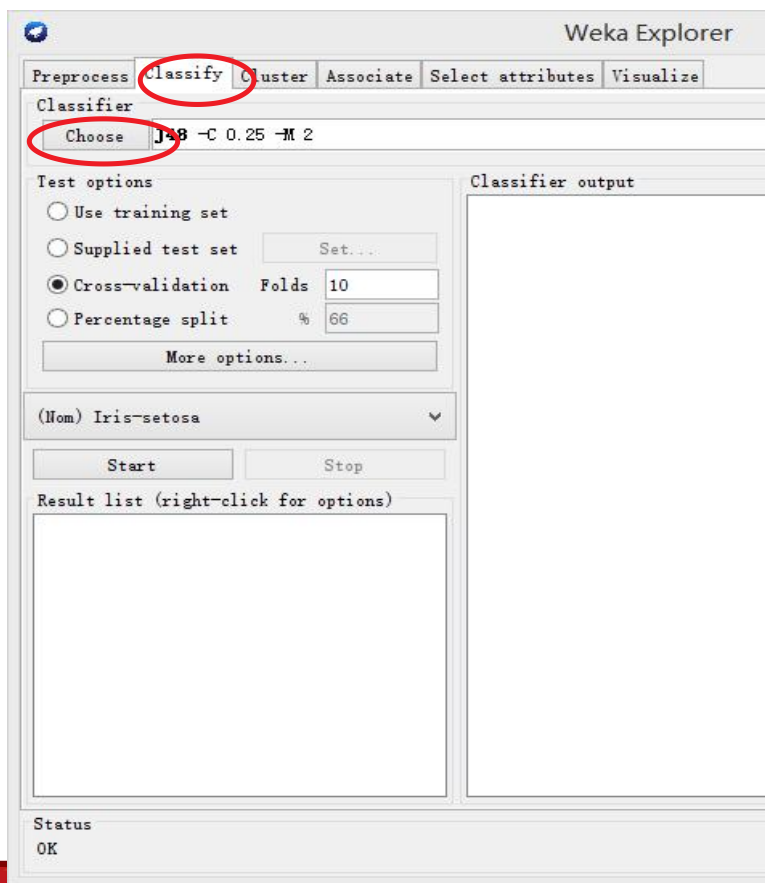 Weka Explorer
Preprocess Classify Cluster Associate Select attributes Visualize
Classifier
Choose J48 -C 0.25 -M 2
Test options
Use training set
Supplied test set Set...
Cross-validation Folds 10
Percentage split % 66
More options...
(Nom) Iris-setosa
Start Stop
Result list (right-click for options)
Classifier output
Status
OK